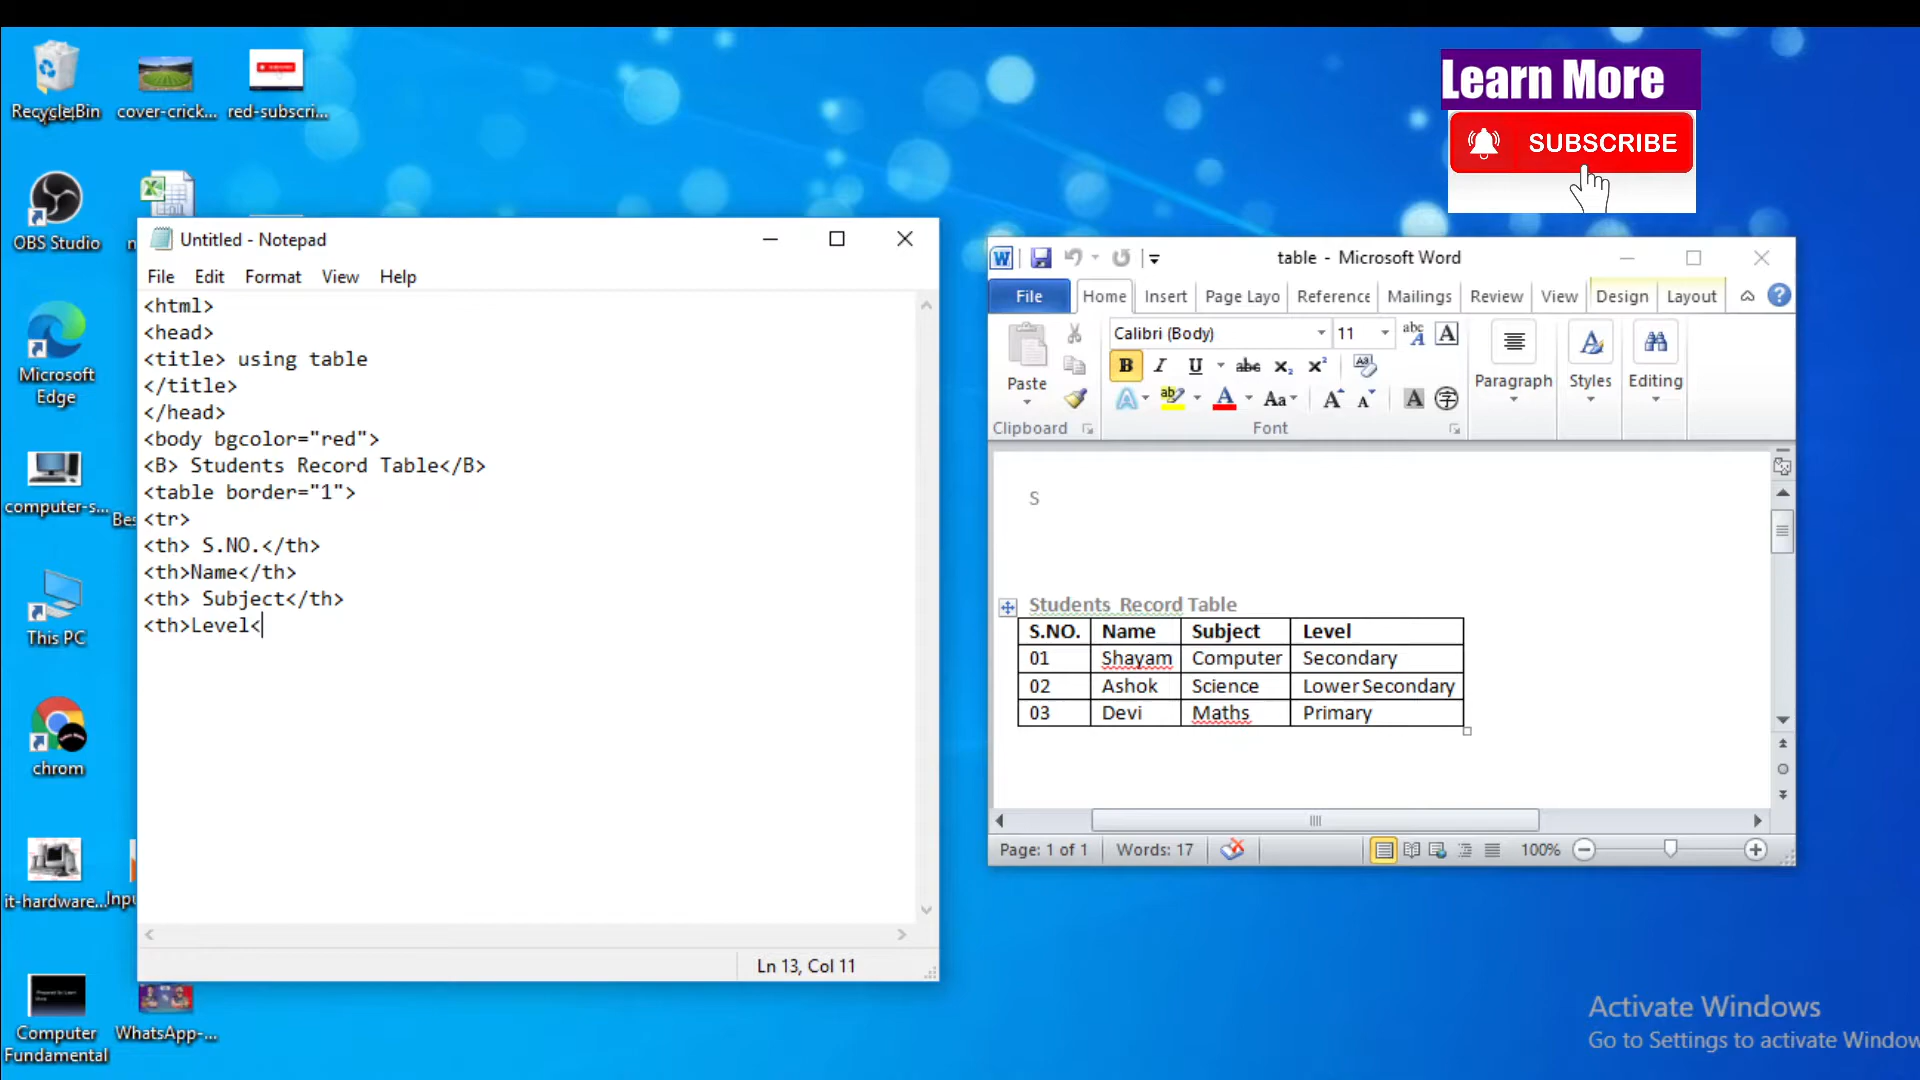 Learn More
SUBSCRIBE
Recycle Bin
cover-crick...
red-subscri...
OBS Studio
Microsoft
Edge
computer-s...
This PC
chrom
it-hardware...
Computer
Fundamental
WhatsApp-...
Untitled - Notepad
File Edit Format View Help
<html>
<head>
<title> using table
</title>
</head>
<body bgcolor="red">
<B> Students Record Table</B>
<table border="1">
<tr>
<th> S.NO.</th>
<th>Name</th>
<th> Subject</th>
<th>Level<
Ln 13, Col 11
table - Microsoft Word
File Home Insert Page Layo Reference Mailings Review View Design Layout
Calibri (Body) 11
Paste
Paragraph Styles Editing
Clipboard Font
S
Students Record Table
S.NO. Name Subject Level
01 Shayam Computer Secondary
02 Ashok Science Lower Secondary
03 Devi Maths Primary
Page: 1 of 1 Words: 17 100%
Activate Windows
Go to Settings to activate Window